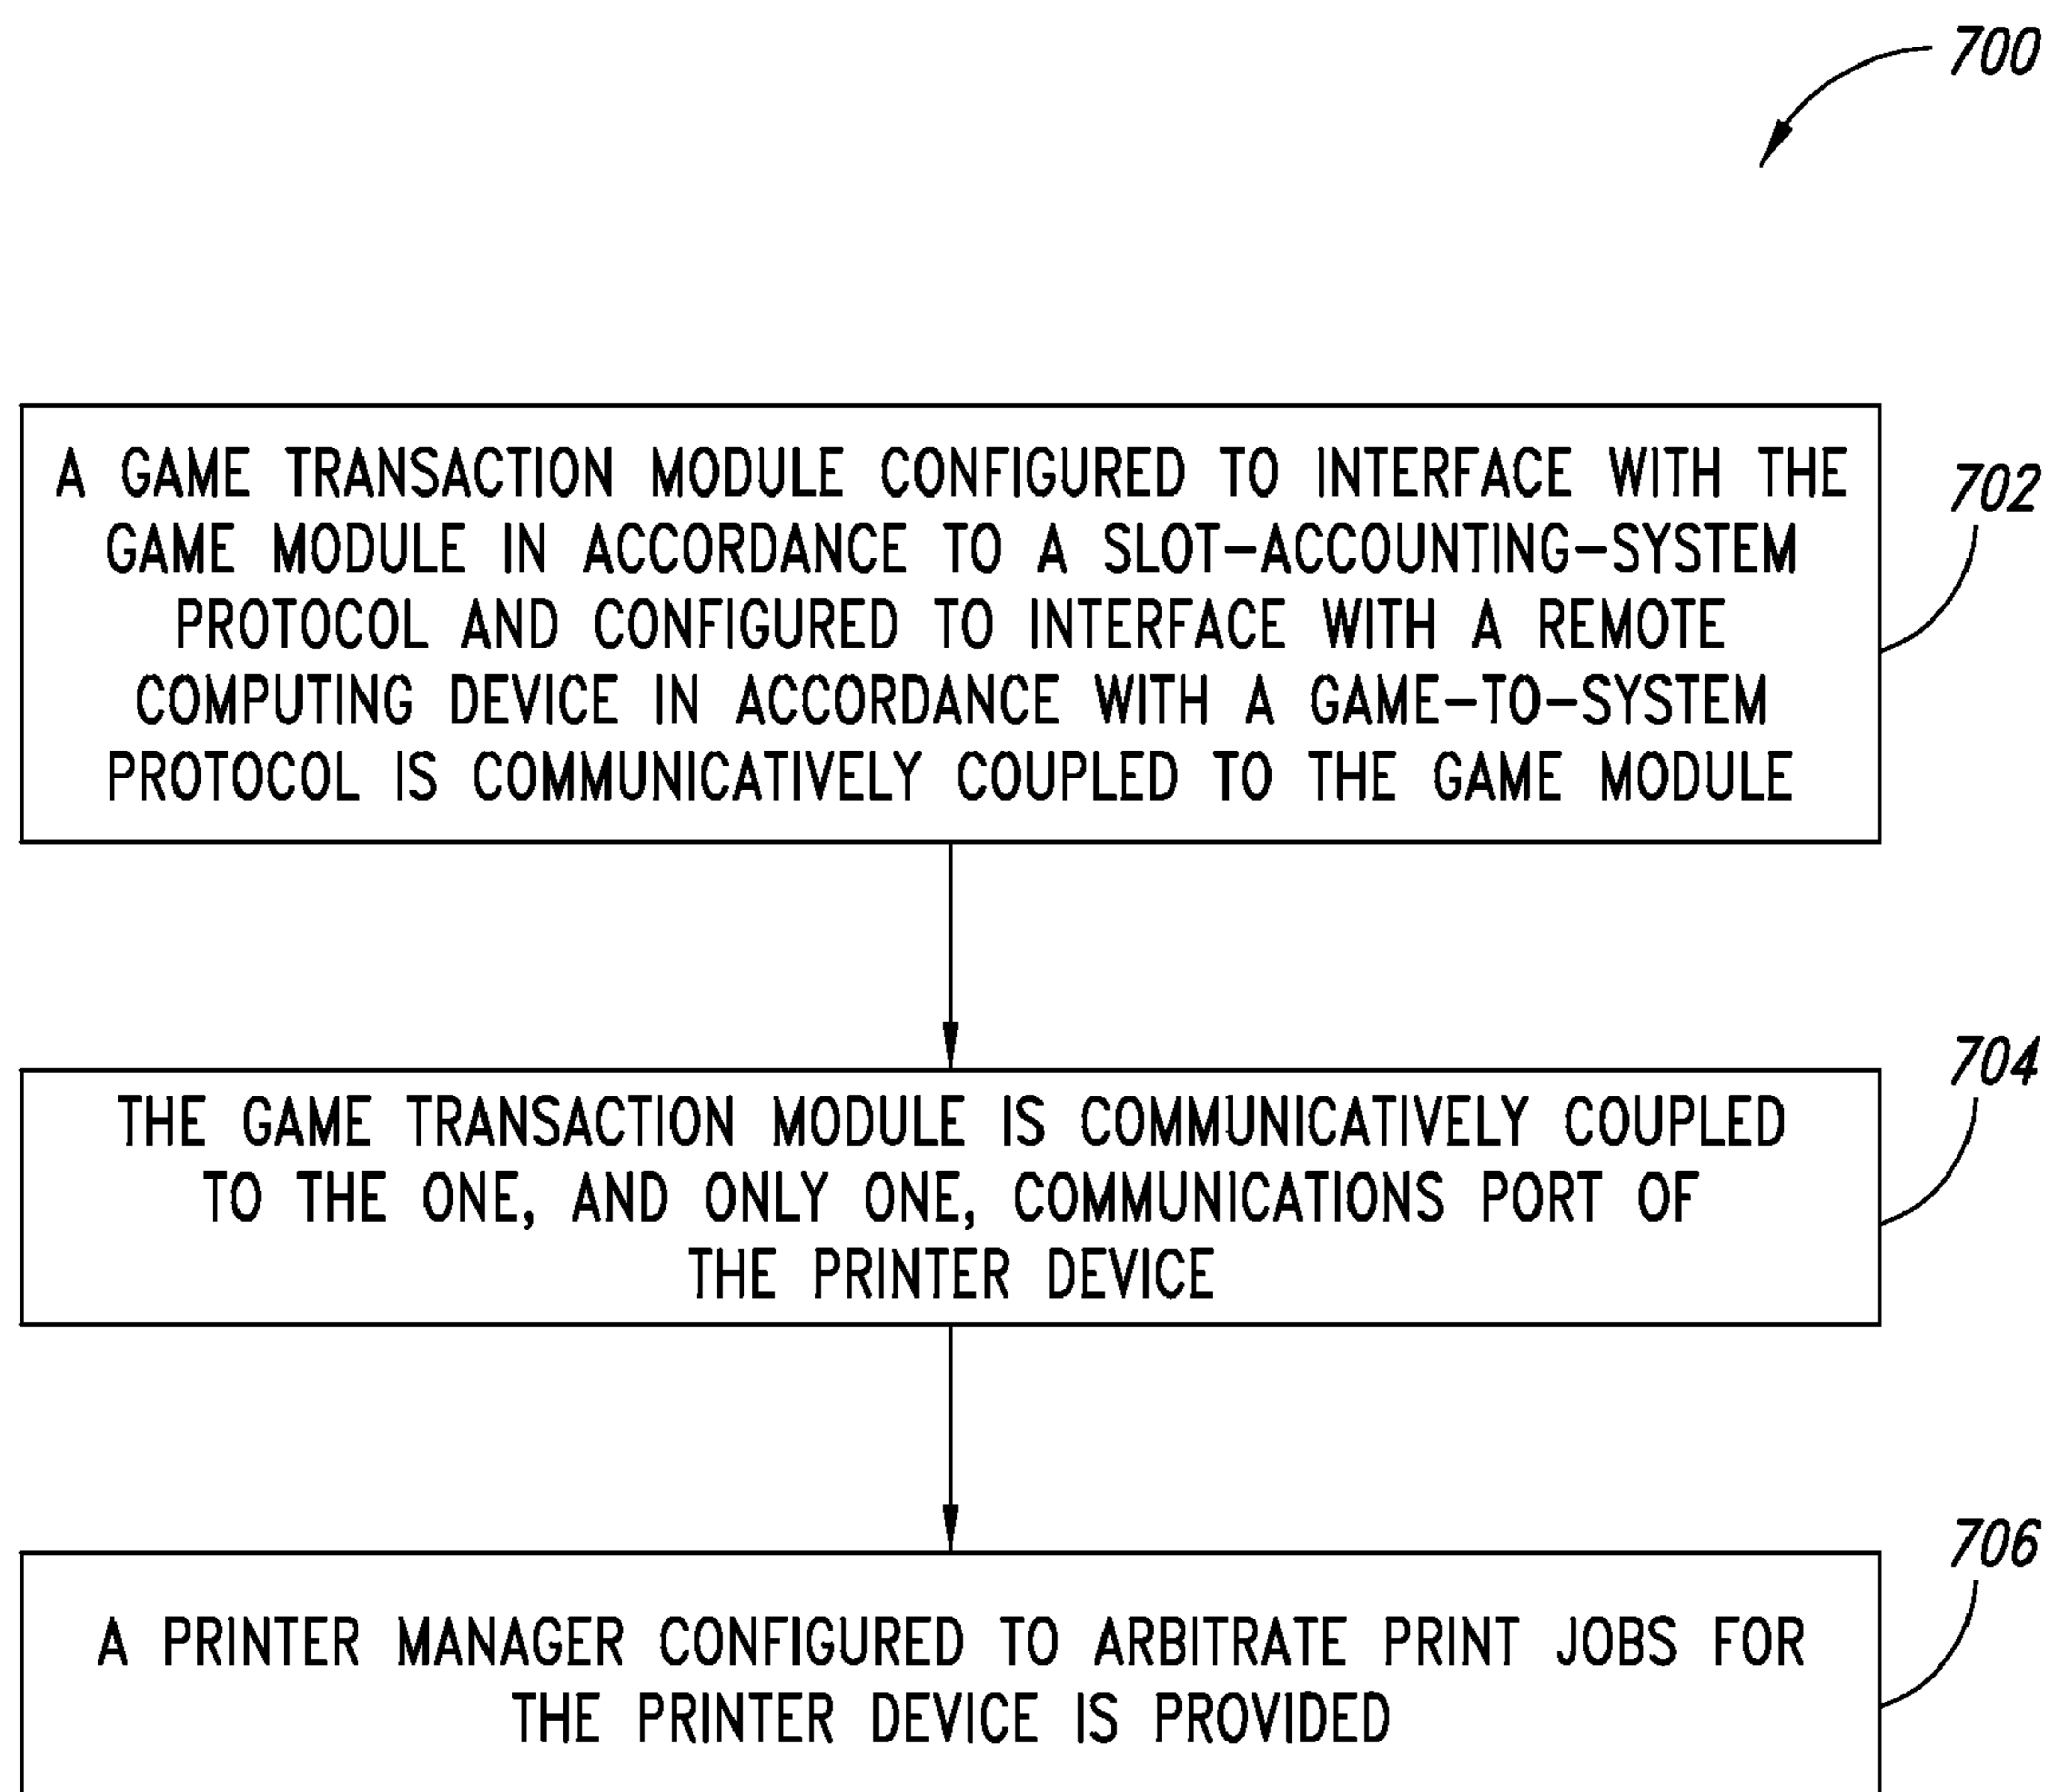 700
A GAME TRANSACTION MODULE CONFIGURED TO INTERFACE WITH THE
GAME MODULE IN ACCORDANCE TO A SLOT-ACCOUNTING-SYSTEM
PROTOCOL AND CONFIGURED TO INTERFACE WITH A REMOTE
COMPUTING DEVICE IN ACCORDANCE WITH A GAME-TO-SYSTEM
PROTOCOL IS COMMUNICATIVELY COUPLED TO THE GAME MODULE
702
THE GAME TRANSACTION MODULE IS COMMUNICATIVELY COUPLED
TO THE ONE, AND ONLY ONE, COMMUNICATIONS PORT OF
THE PRINTER DEVICE
704
A PRINTER MANAGER CONFIGURED TO ARBITRATE PRINT JOBS FOR
THE PRINTER DEVICE IS PROVIDED
706